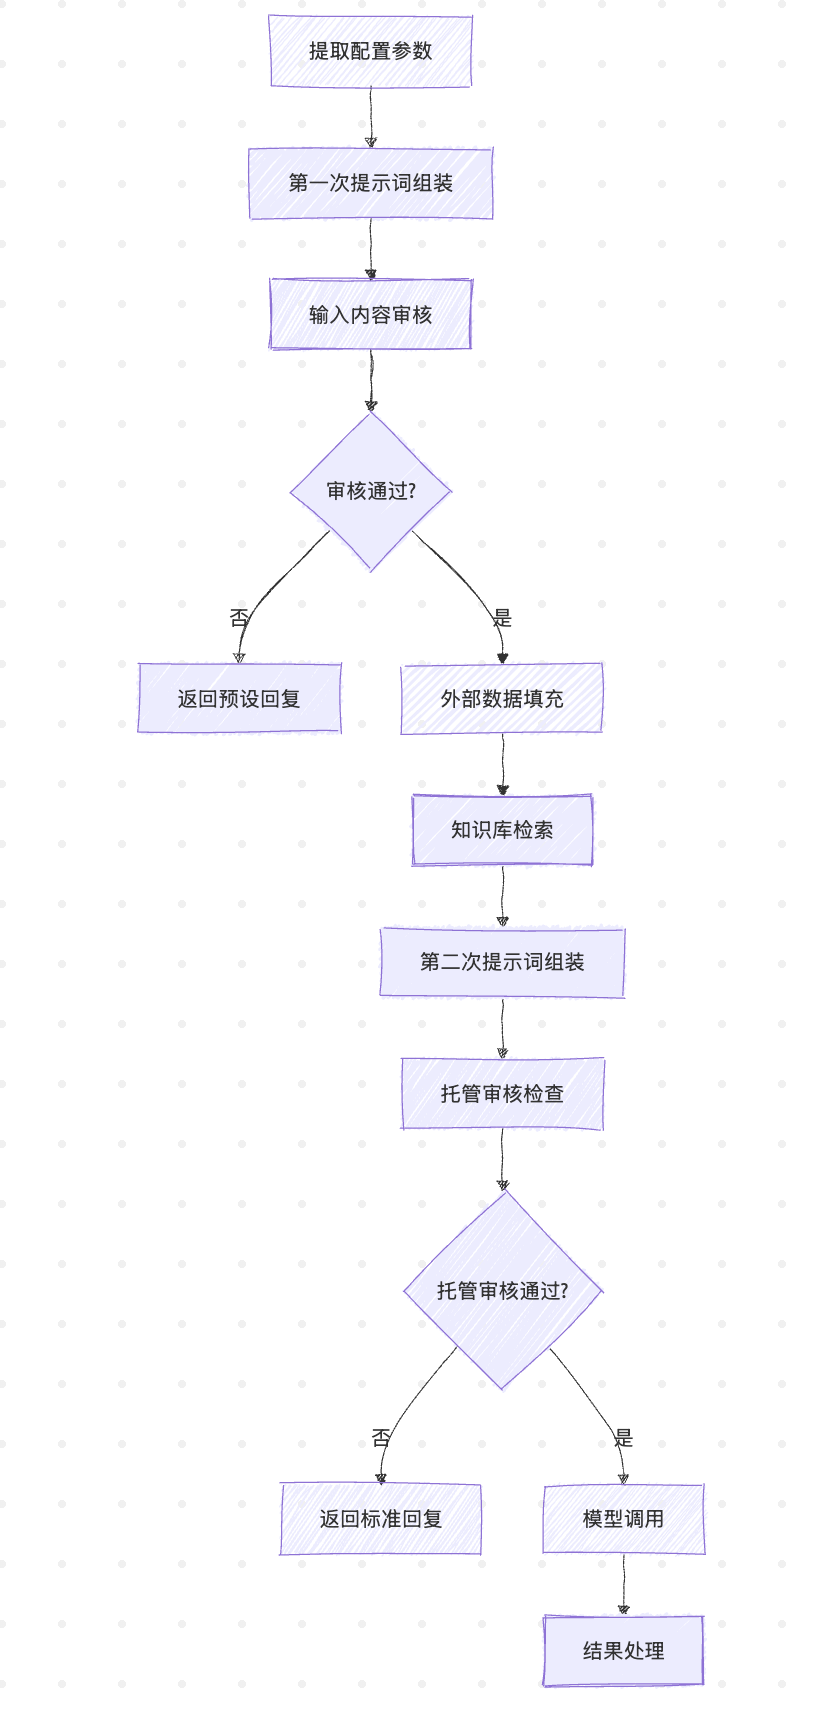 提取配置参数
第一次提示词组装
输入内容审核
审核通过?
否
是
返回预设回复
外部数据填充
知识库检索
第二次提示词组装
托管审核检查
托管审核通过?
否
是
返回标准回复
模型调用
结果处理